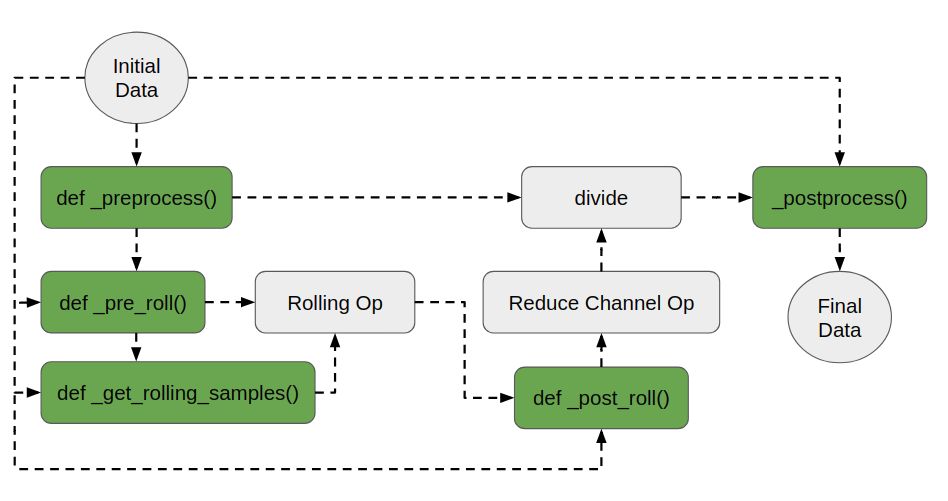 Initial
Data
def _preprocess()
divide
_postprocess()
def _pre_roll()
Rolling Op
Reduce Channel Op
Final
Data
def _get_rolling_samples()
def _post_roll()